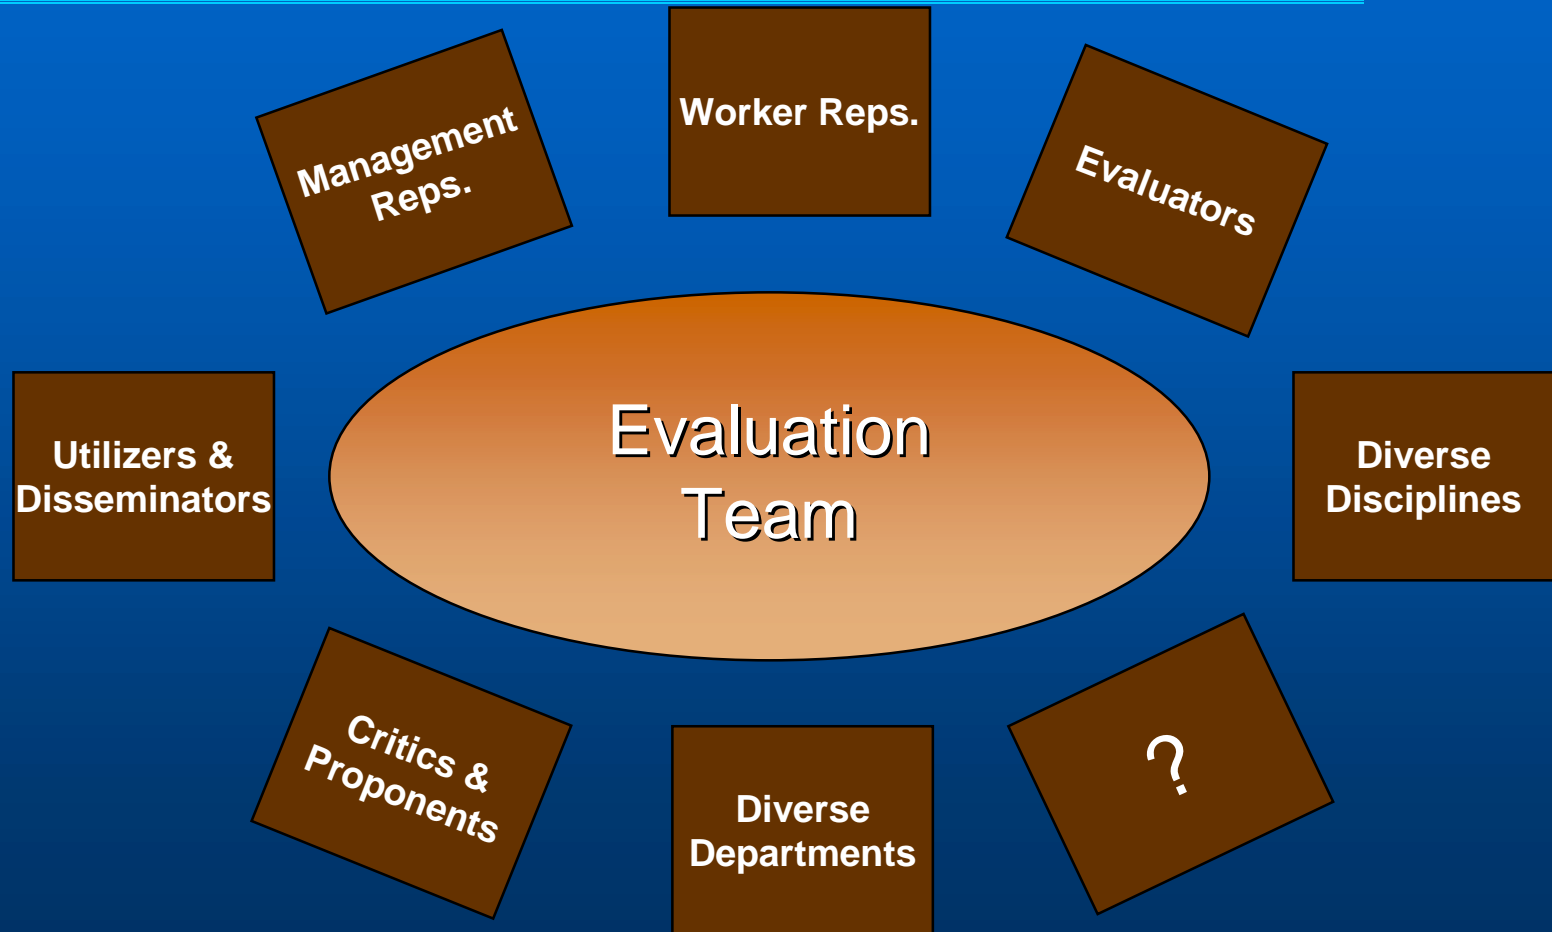 Worker Reps.
Management
Reps.
Evaluators
Evaluation
Team
Utilizers &
Disseminators
Diverse
Disciplines
Critics &
Proponents
Diverse
Departments
?